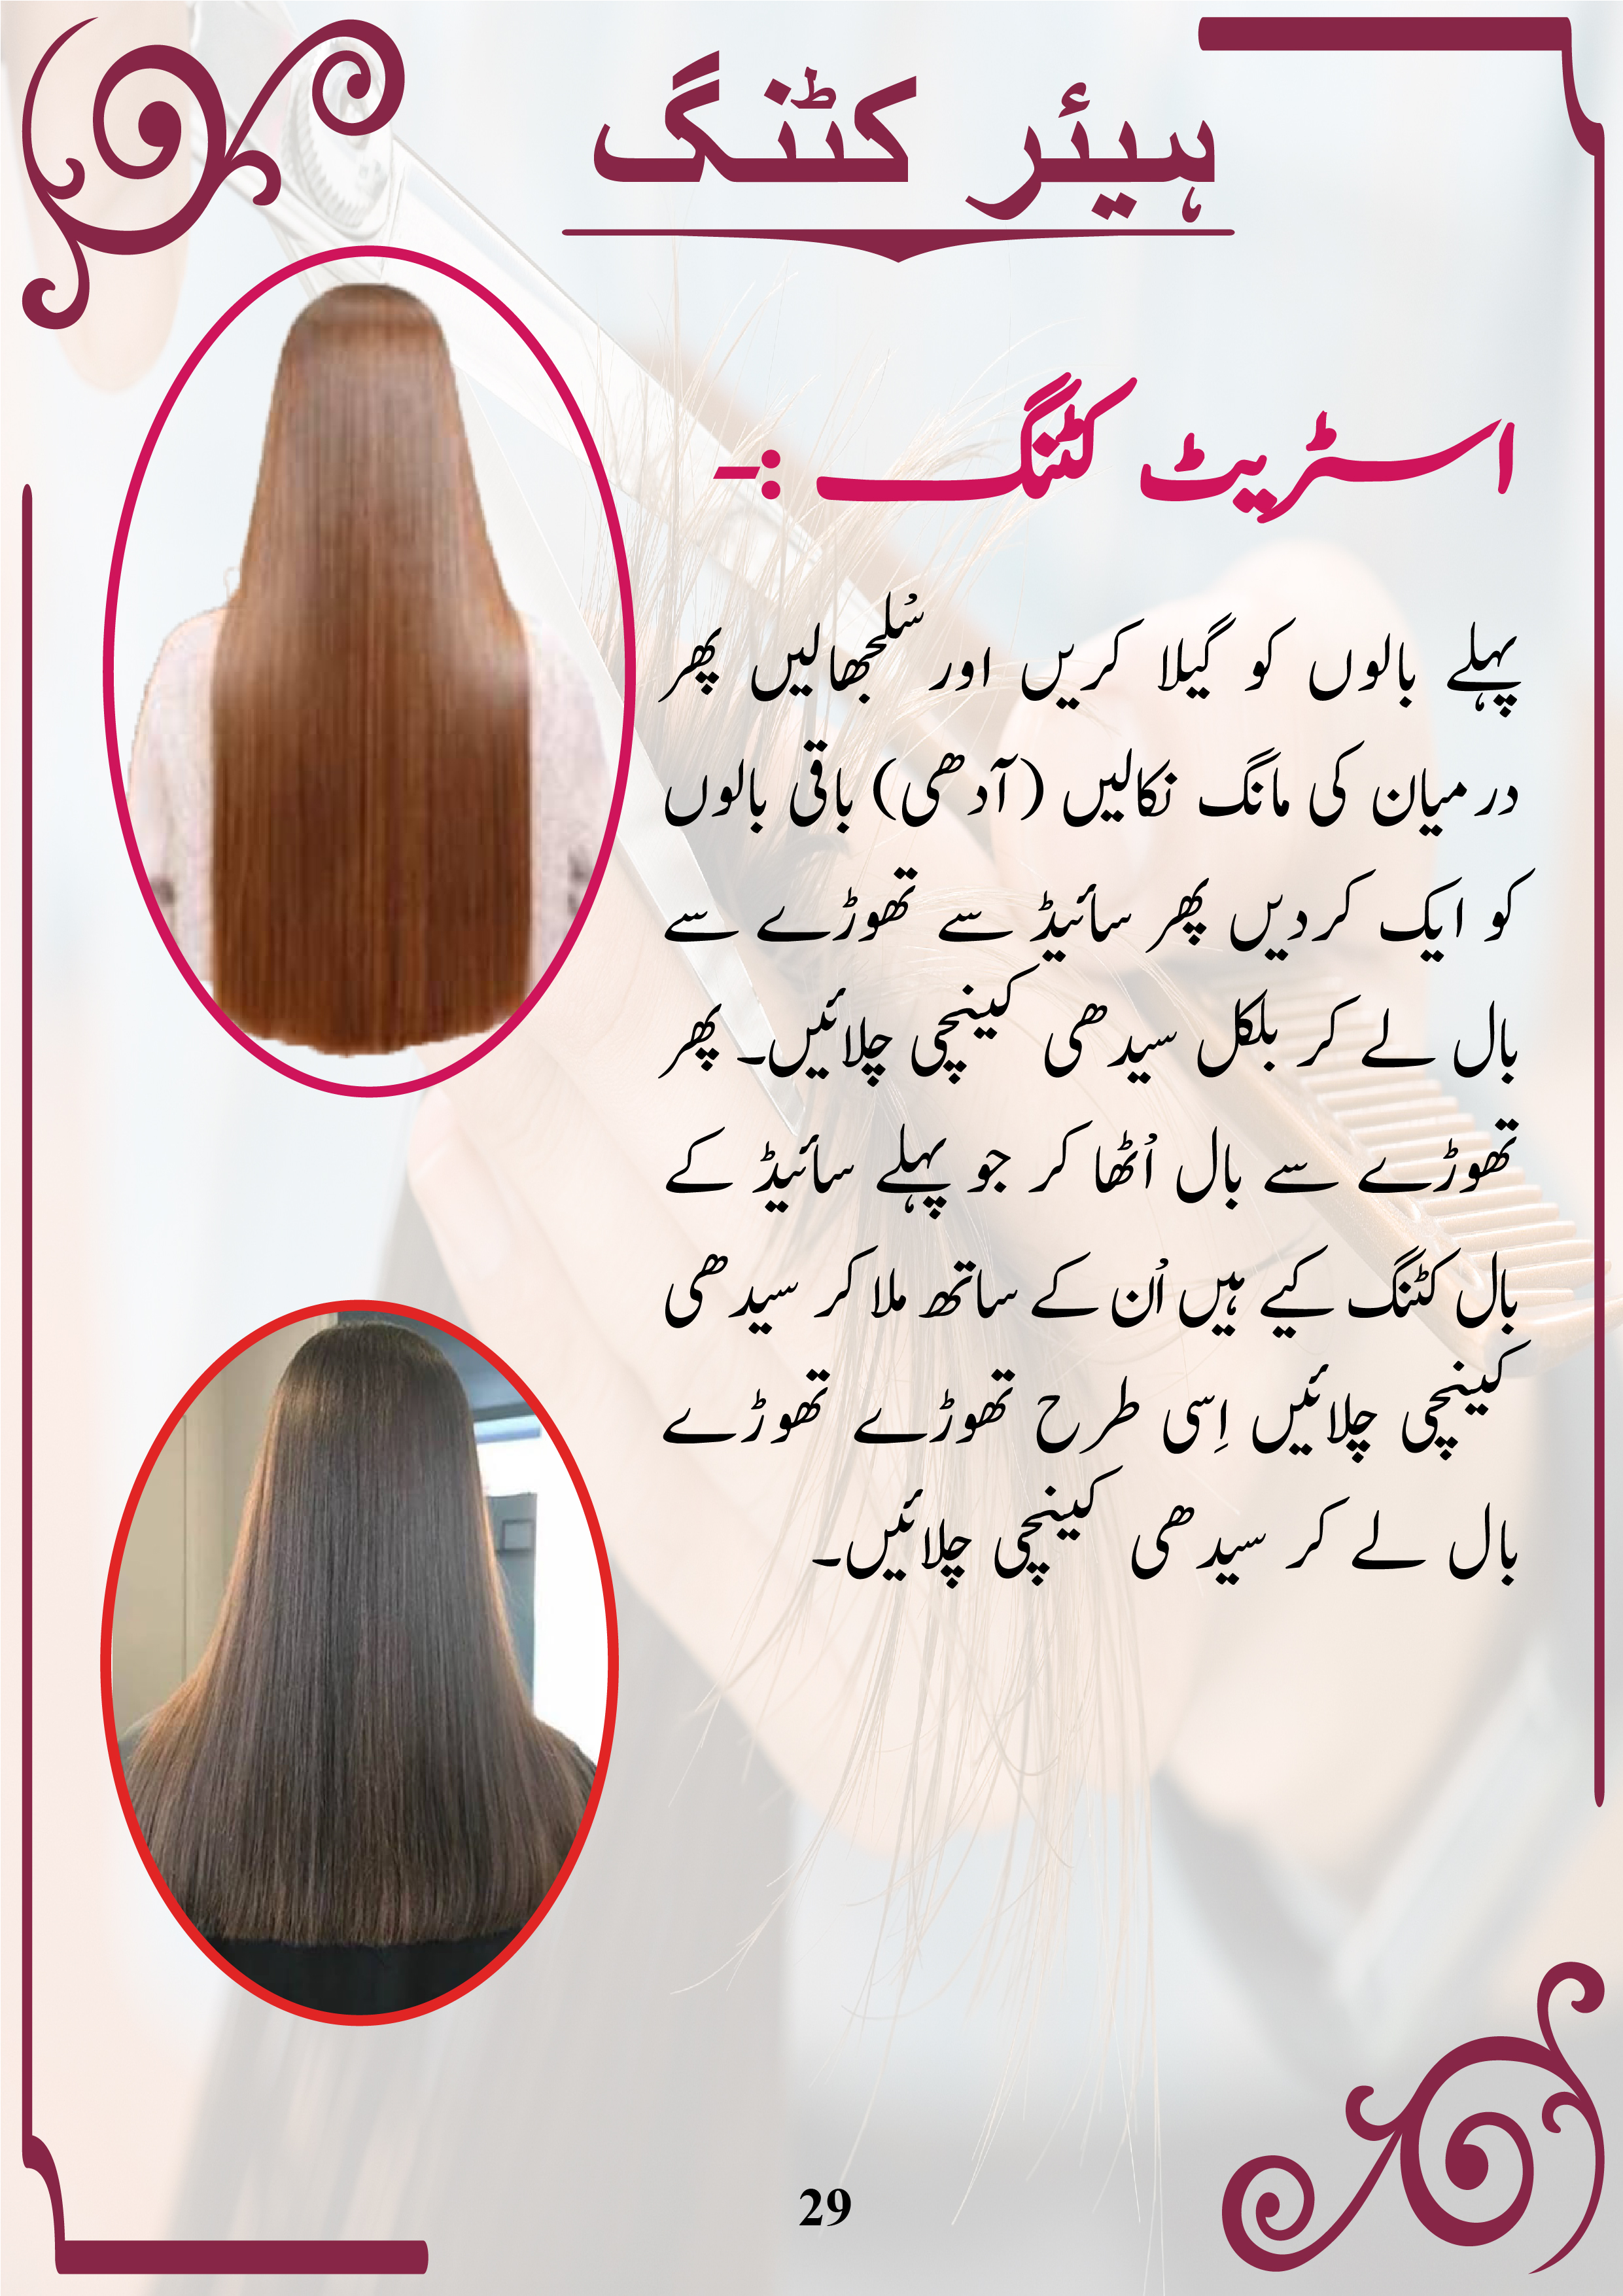 ہیئر کٹنگ
اسٹریٹ کٹنگ :-
پہلے بالوں کو گیلا کریں اور سُلجھالیں پھر
درمیان کی مانگ نکالیں (آدھی) باقی بالوں
کو ایک کردیں پھر سائیڈ سے تھوڑے سے
بال لے کر بلکل سیدھی کینچی چلائیں۔ پھر
تھوڑے سے بال اُٹھا کر جو پہلے سائیڈ کے
بال کٹنگ کیے ہیں اُن کے ساتھ ملا کر سیدھی
کینچی چلائیں اِسی طرح تھوڑے تھوڑے
بال لے کر سیدھی کینچی چلائیں۔
29